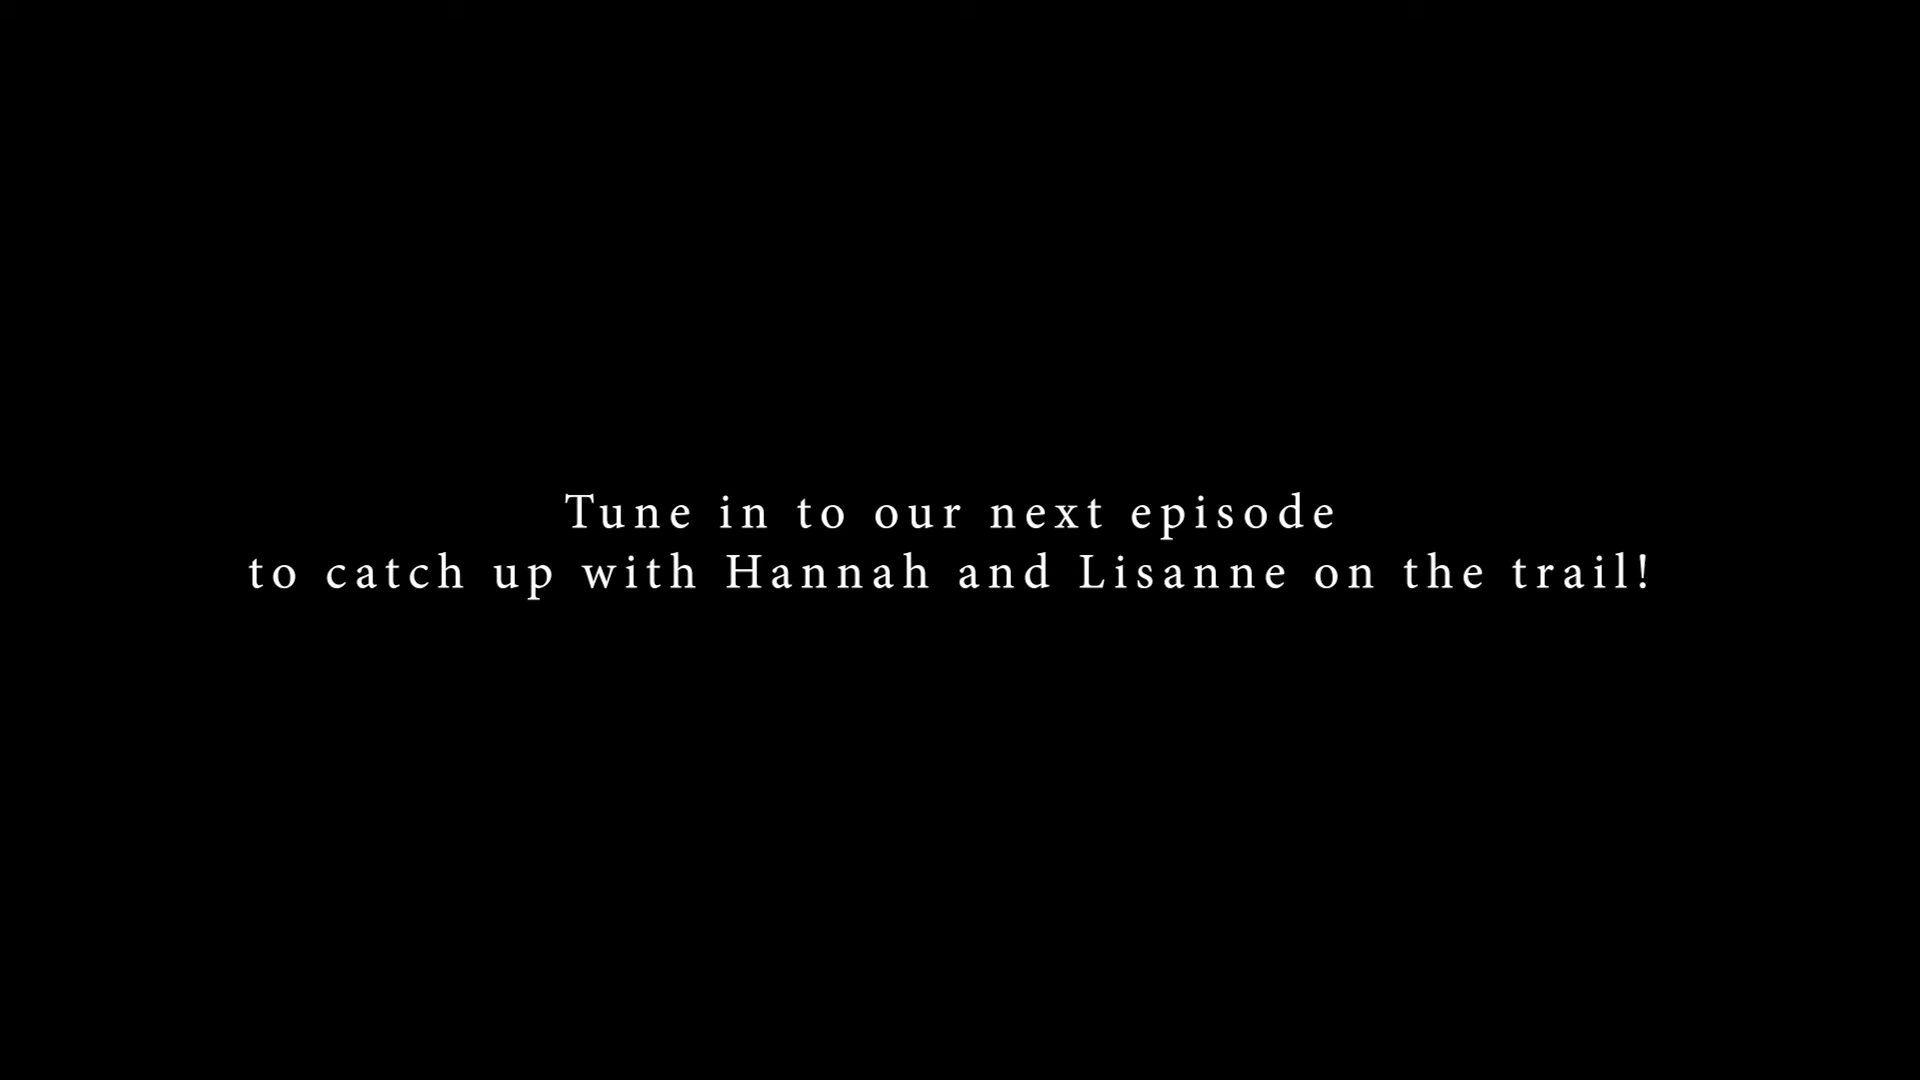 Tune in to our next episode
to catch up with Hannah and Lisanne on the trail!